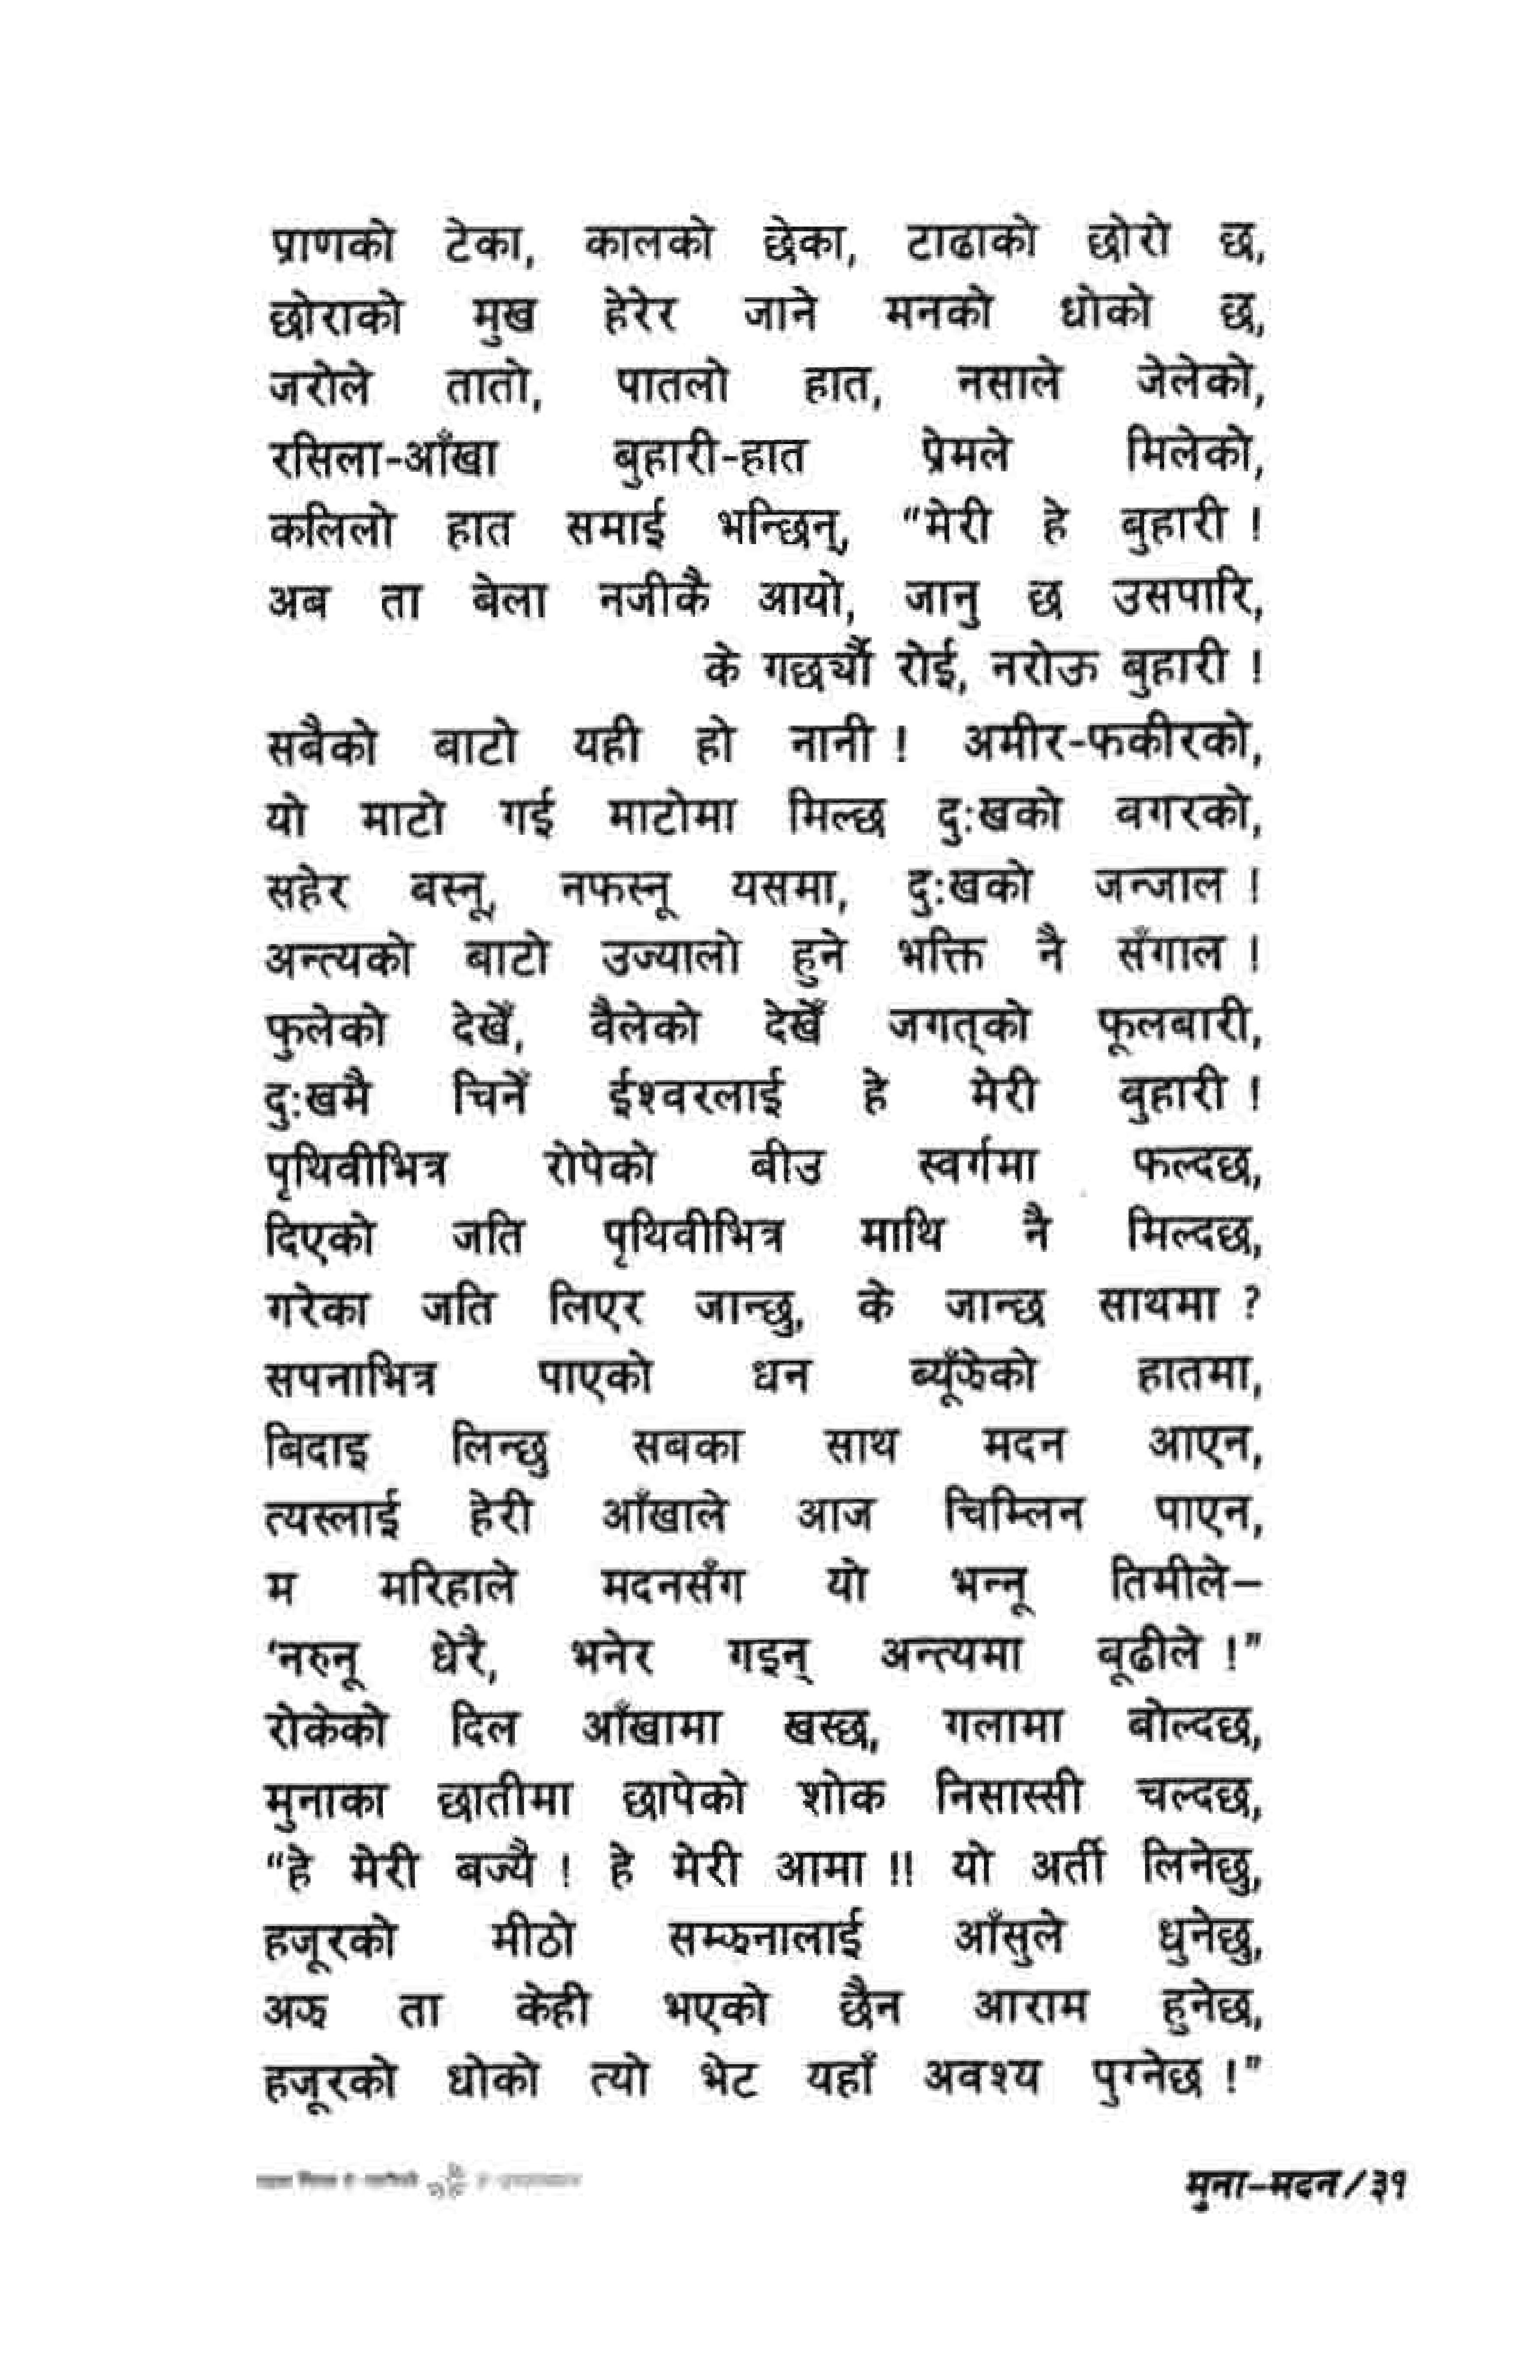 प्राणको टेका, कालको छेका, टाढाको छोरो छ,
छोराको मुख हेरेर जाने मनको धोको छ,
जरोले तातो, पातलो हात, नसाले जेलेको,
रसिला-आँखा बुहारी-हात प्रेमले मिलेको,
कलिलो हात समाई भन्छिन्, “मेरी हे बुहारी !
अब ता बेला नजीकै आयो, जानु छ उसपारि,
के गर्छ्यौ रोई, नरोऊ बुहारी !
सबैको बाटो यही हो नानी ! अमीर-फकीरको,
यो माटो गई माटोमा मिल्छ दुःखको वगरको,
सहेर बस्नू, नफस्नू यसमा, दुःखको जन्जाल !
अन्त्यको बाटो उज्यालो हुने भक्ति नै सँगाल !
फुलेको देखेँ, वैलेको देखेँ जगत्को फूलबारी,
दुःखमै चिनेँ ईश्वरलाई हे मेरी बुहारी !
पृथिवीभित्र रोपेको बीउ स्वर्गमा फल्दछ,
दिएको जति पृथिवीभित्र माथि नै मिल्दछ,
गरेका जति लिएर जान्छु, के जान्छ साथमा ?
सपनाभित्र पाएको धन ब्यूँझेको हातमा,
बिदाइ लिन्छु सबका साथ मदन आएन,
त्यस्लाई हेरी आँखाले आज चिम्लिन पाएन,
म मरिहाले मदनसँग यो भन्नू तिमीले–
‘नरुनू धेरै, भनेर गइन् अन्त्यमा बूढीले !”
रोकेको दिल आँखामा खस्छ, गलामा बोल्दछ,
मुनाका छातीमा छापेको शोक निसास्सी चल्दछ,
“हे मेरी बज्यै ! हे मेरी आमा !! यो अर्ती लिनेछु,
हजूरको मीठो सम्झनालाई आँसुले धुनेछु,
अझ ता केही भएको छैन आराम हुनेछ,
हजूरको धोको त्यो भेट यहाँ अवश्य पुग्नेछ !”
मुना-मदन/३१